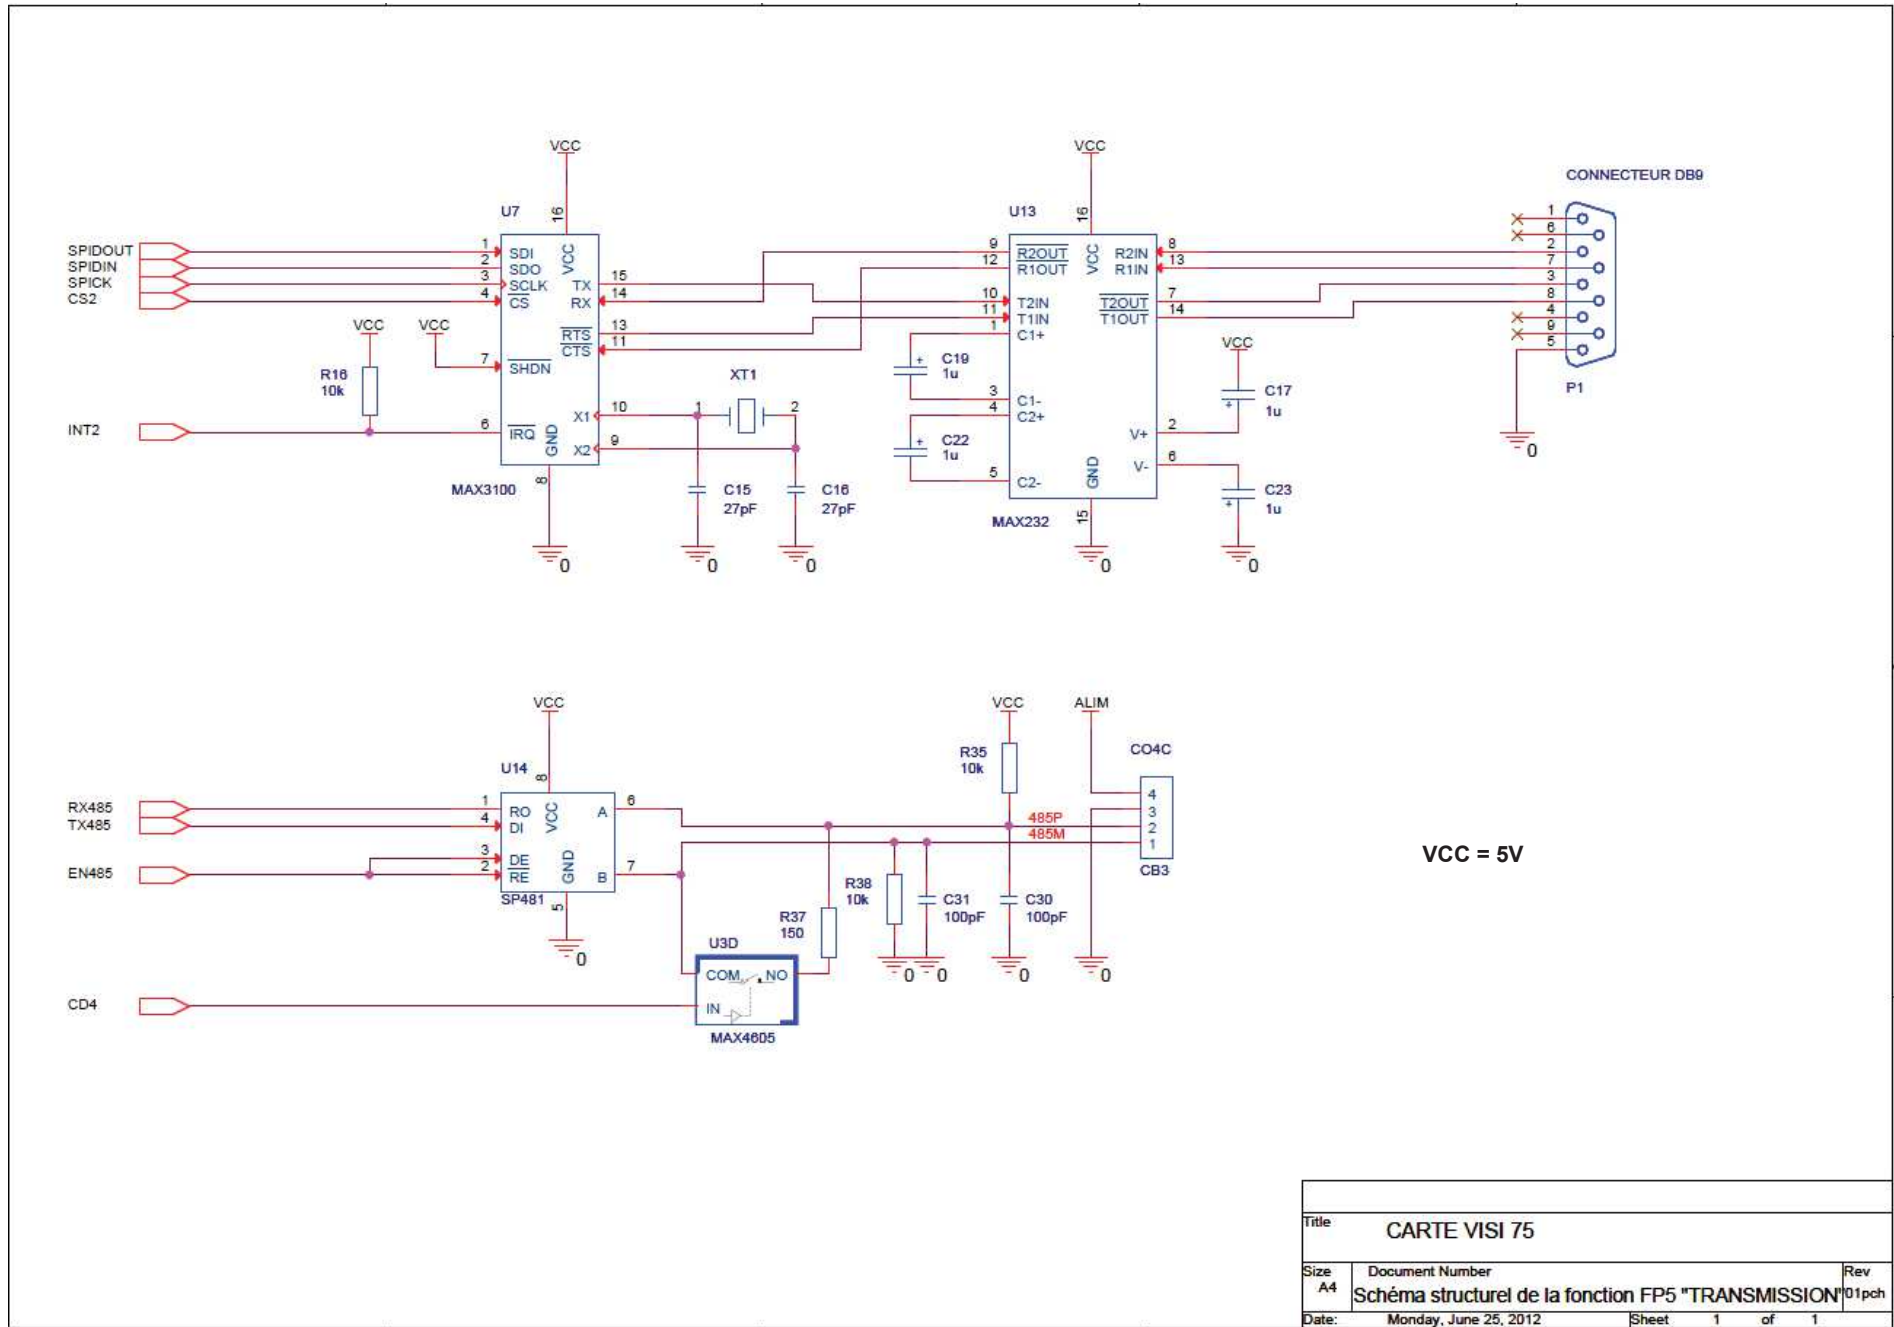 VCC
VCC
CONNECTEUR DB9
U7
U13
16
16
SPIDOUT
SPIDIN
SPICK
CS2
1
2
3
4
SDI
SDO
SCLK
CS
VCC
TX
RX
RTS
CTS
15
14
13
11
9
12
10
11
1
3
4
5
R2OUT
R1OUT
T2IN
T1IN
C1+
C1-
C2+
C2-
VCC
R2IN
R1IN
T2OUT
T1OUT
V+
V-
GND
8
13
7
14
2
6
1
6
2
7
3
8
4
9
5
P1
0
VCC
VCC
R16
10k
7
SHDN
INT2
6
IRQ
GND
X1
X2
10
9
XT1
1
2
MAX3100
8
0
C15
27pF
0
C16
27pF
0
C19
1u
+
C22
1u
+
MAX232
15
0
VCC
C17
1u
+
C23
1u
+
0
VCC
VCC
ALIM
U14
8
R35
10k
CO4C
RX485
TX485
EN485
1
4
3
2
RO
DI
DE
RE
VCC
GND
A
B
6
7
SP481
5
0
485P
485M
4
3
2
1
CB3
R38
10k
C31
100pF
C30
100pF
R37
150
0
0
0
0
U3D
COM
NO
IN
MAX4605
CD4
VCC = 5V
Title
CARTE VISI 75
Size
A4
Document Number
Schéma structurel de la fonction FP5 "TRANSMISSION"
Rev
01pch
Date:
Monday, June 25, 2012
Sheet
1
of
1